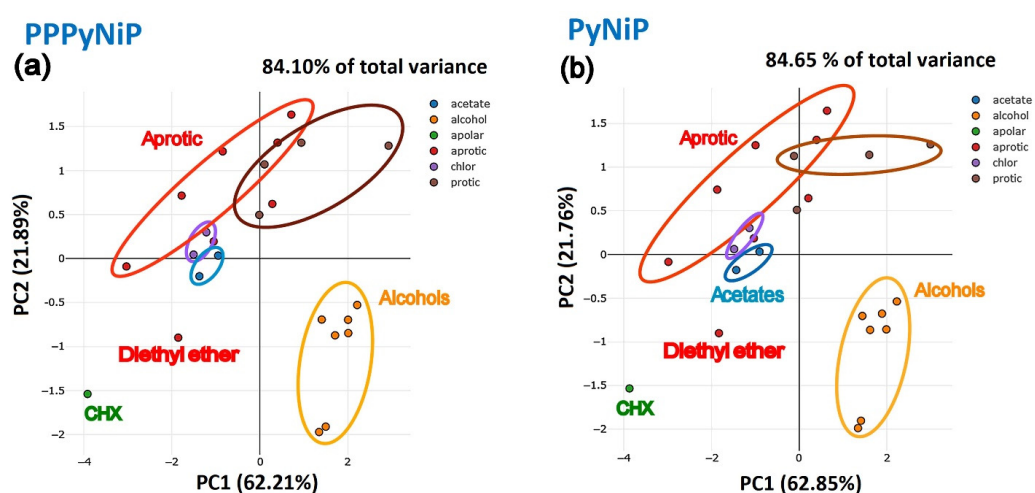 PPPyNiP
(a)
84.10% of total variance
acetate
alcohol
apolar
aprotic
chlor
protic
Aprotic
Alcohols
Diethyl ether
CHX
1.5
1
0.5
0
−0.5
−1
−1.5
−2
−4
−2
0
2
PC2 (21.89%)
PC1 (62.21%)
PyNiP
(b)
84.65 % of total variance
acetate
alcohol
apolar
aprotic
chlor
protic
Aprotic
Acetates
Alcohols
Diethyl ether
CHX
1.5
1
0.5
0
−0.5
−1
−1.5
−2
−4
−2
0
2
PC2 (21.76%)
PC1 (62.85%)